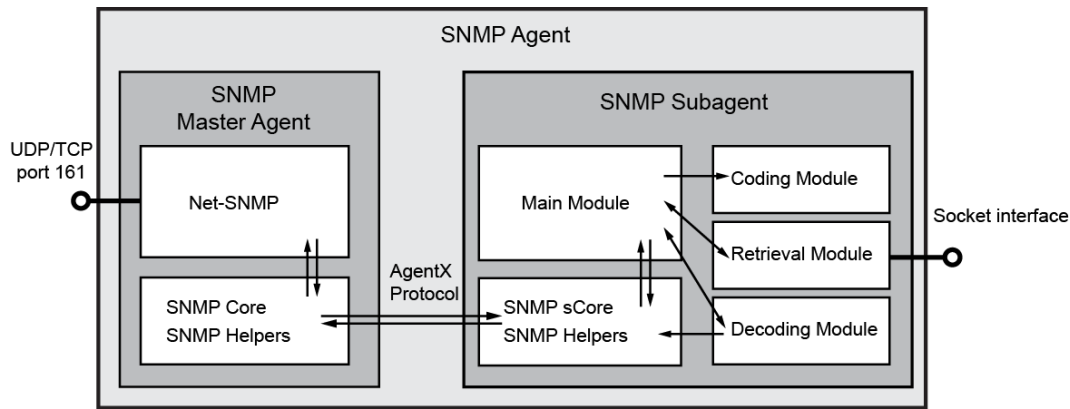 SNMP Agent
SNMP
Master Agent
SNMP Subagent
UDP/TCP
port 161
Net-SNMP
Main Module
Coding Module
Retrieval Module
Decoding Module
Socket interface
AgentX
Protocol
SNMP Core
SNMP Helpers
SNMP sCore
SNMP Helpers